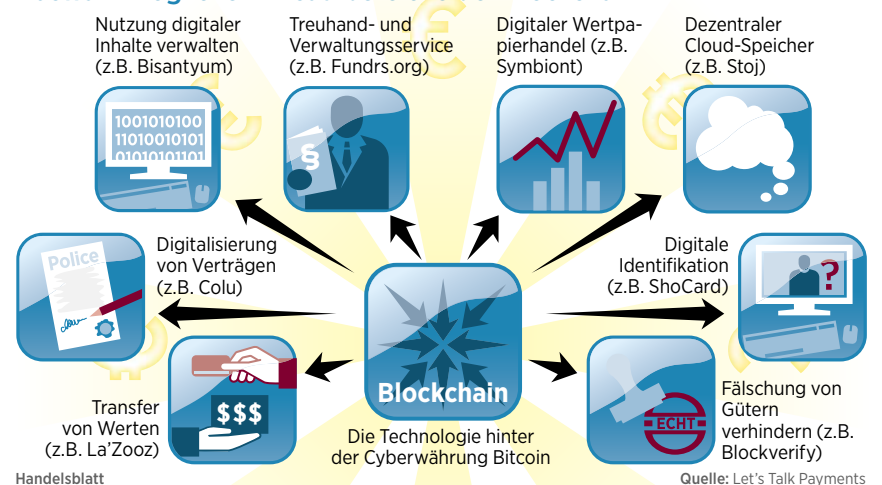 Nutzung digitaler
Inhalte verwalten
(z.B. Bisantyum)
Treuhand- und
Verwaltungsservice
(z.B. Fundrs.org)
Digitaler Wertpa-
pierhandel (z.B.
Symbiont)
Dezentraler
Cloud-Speicher
(z.B. Stoj)
1001010100
11010010101
01010101101
§
Police
Digitalisierung
von Verträgen
(z.B. Colu)
Digitale
Identifikation
(z.B. ShoCard)
?
Transfer
von Werten
(z.B. La'Zooz)
$$$
Blockchain
Die Technologie hinter
der Cyberwährung Bitcoin
ECHT
Fälschung von
Gütern
verhindern (z.B.
Blockverify)
Handelsblatt
Quelle: Let's Talk Payments